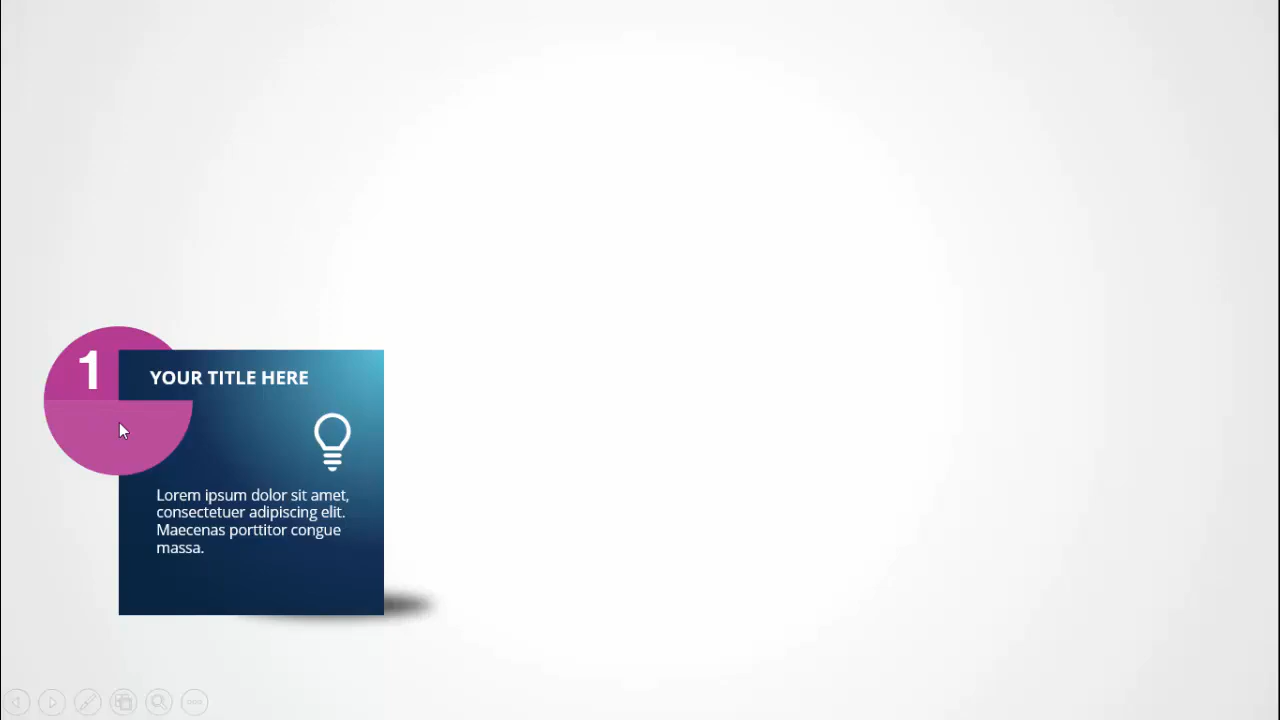 1
YOUR TITLE HERE
Lorem ipsum dolor sit amet,
consectetuer adipiscing elit.
Maecenas porttitor congue
massa.